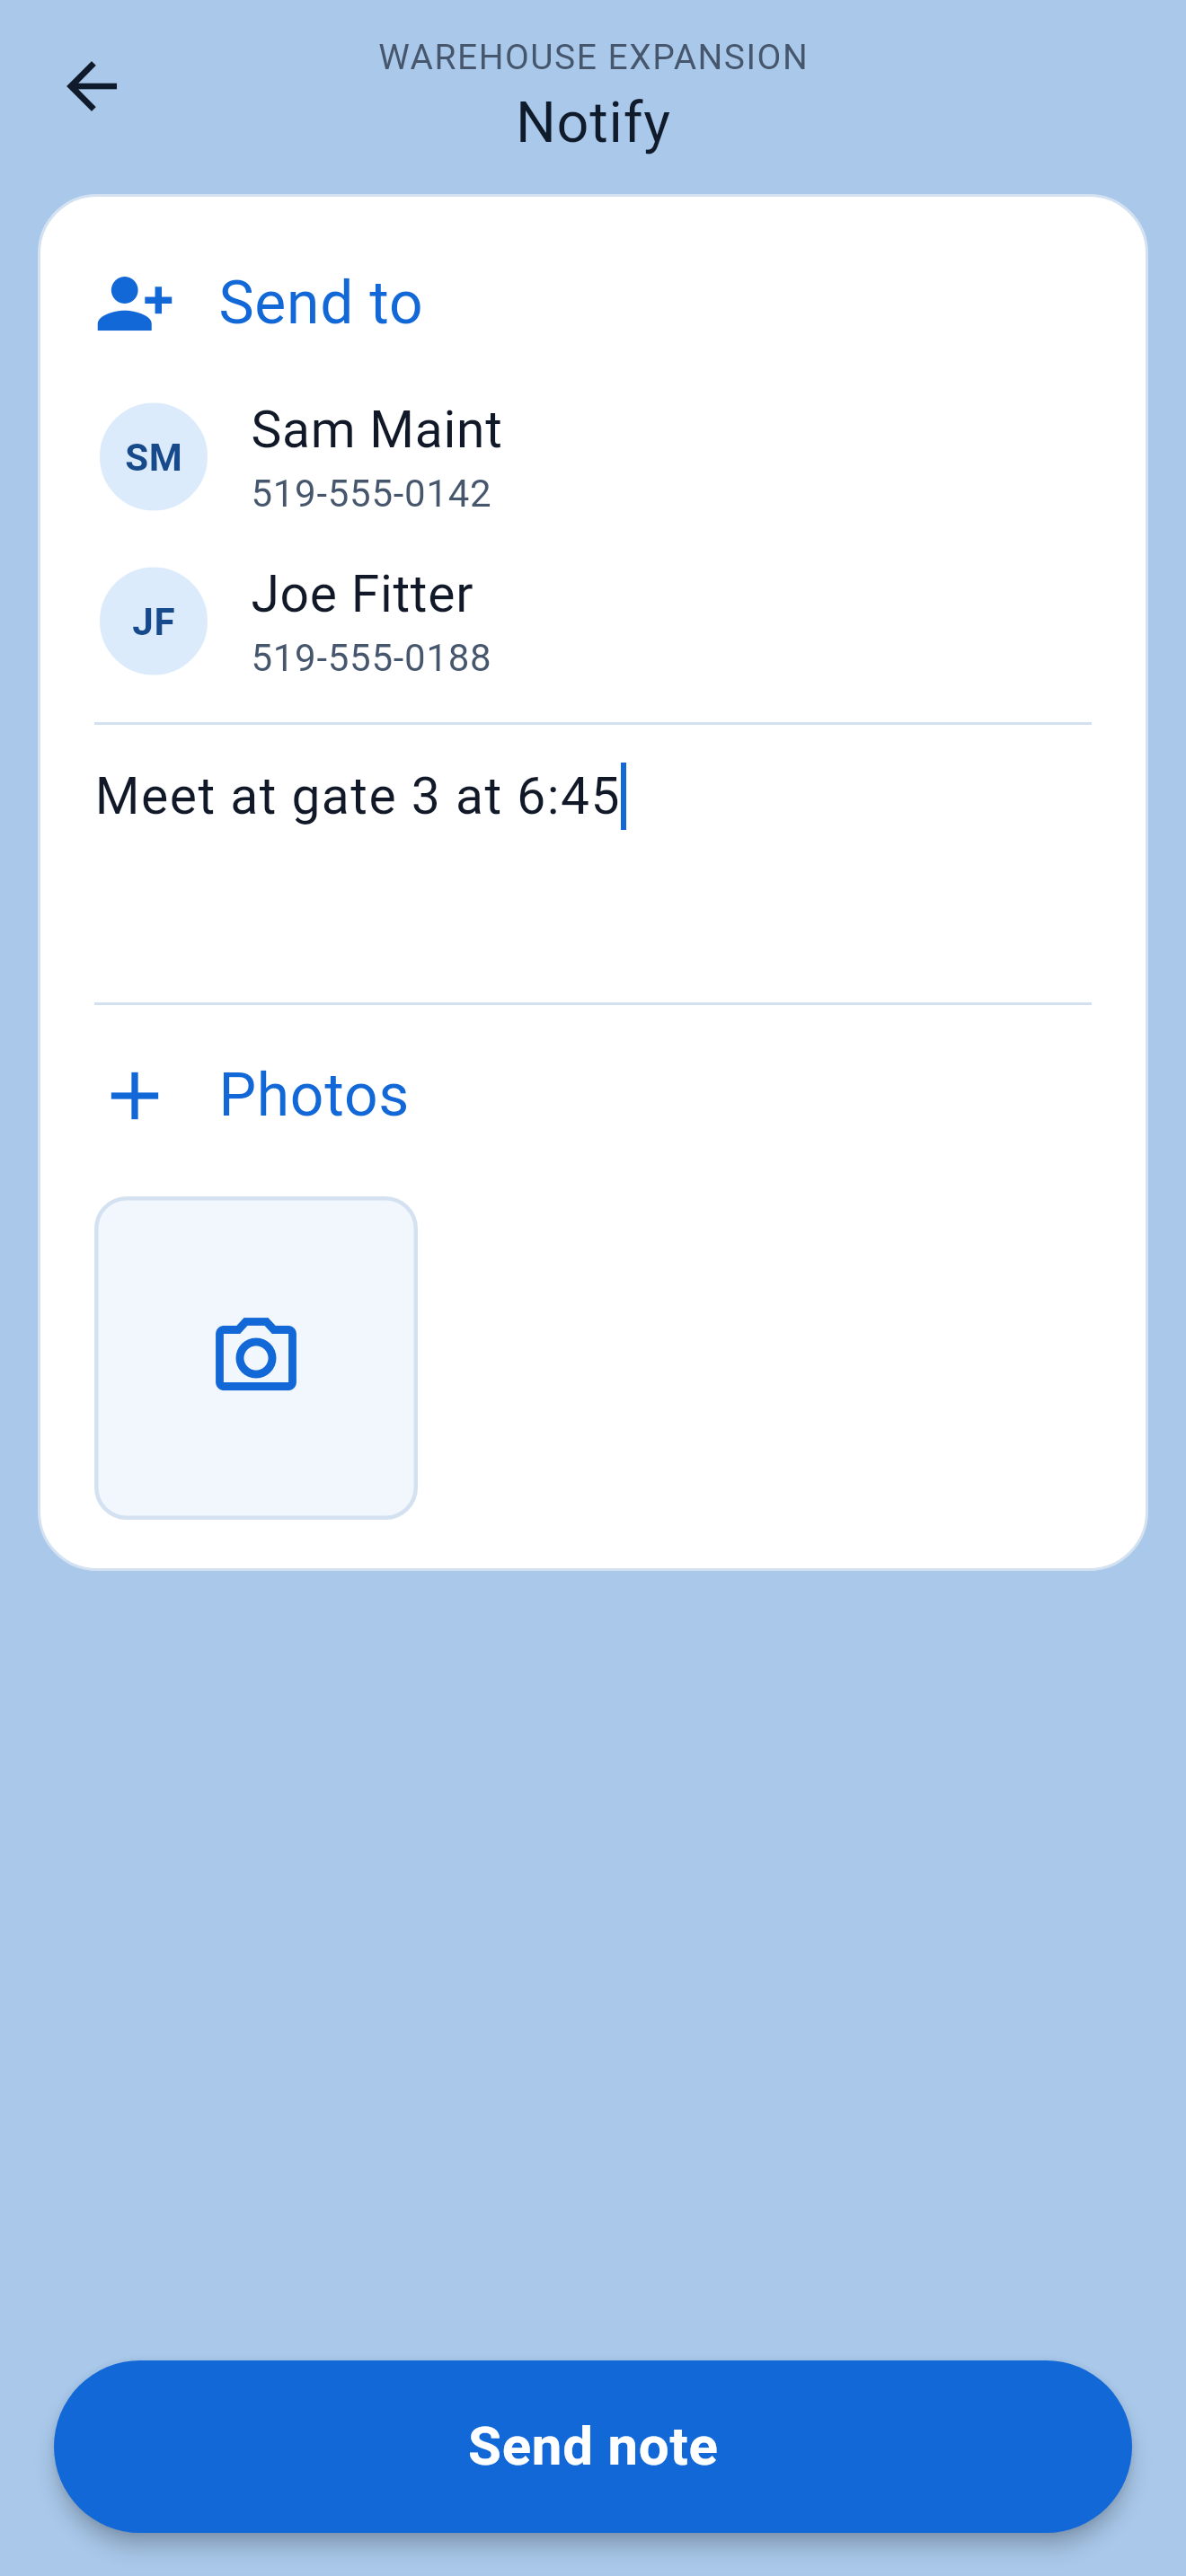 WAREHOUSE EXPANSION
Notify
Send to
SM
Sam Maint
519-555-0142
JF
Joe Fitter
519-555-0188
Meet at gate 3 at 6:45
Photos
Send note